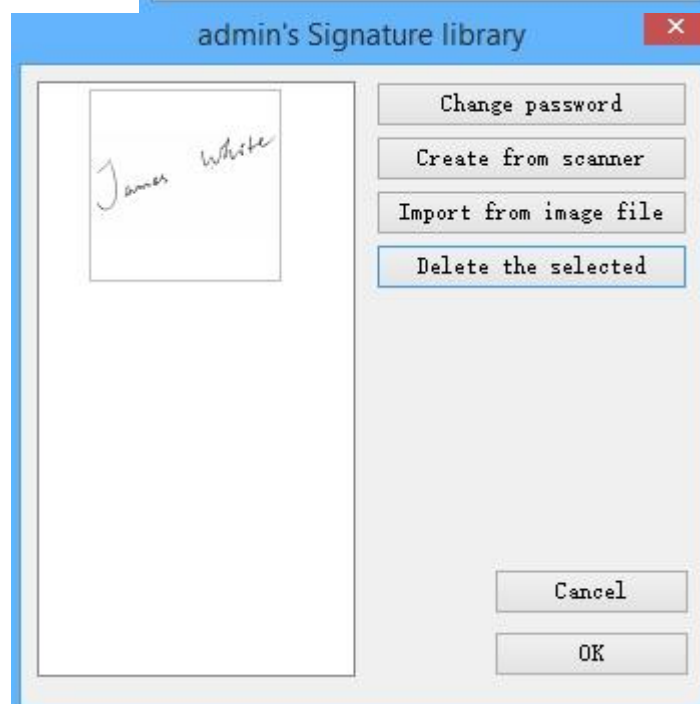 admin's Signature library
James White
Change password
Create from scanner
Import from image file
Delete the selected
Cancel
OK